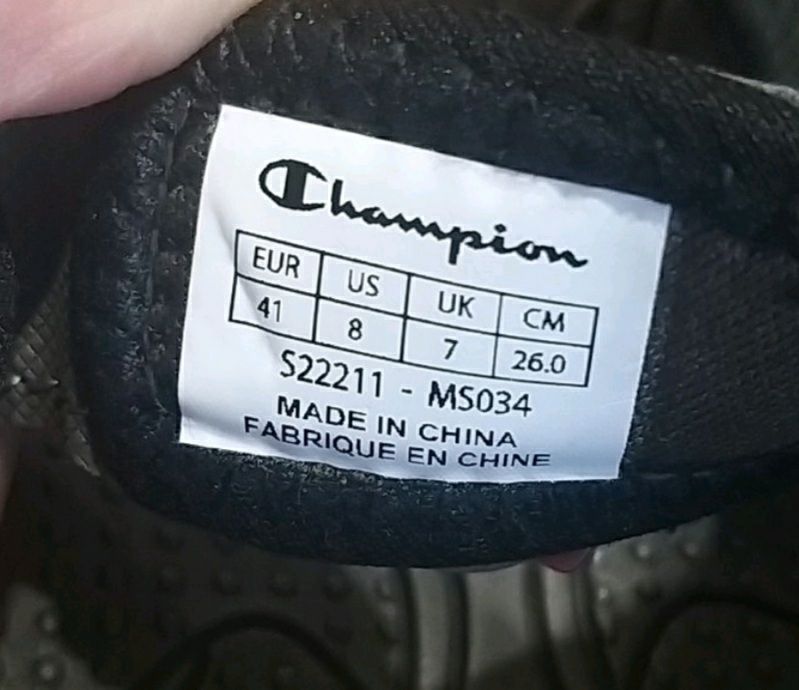 Champion
EUR US UK CM
41 8 7 26.0
S22211 - MS034
MADE IN CHINA
FABRIQUE EN CHINE